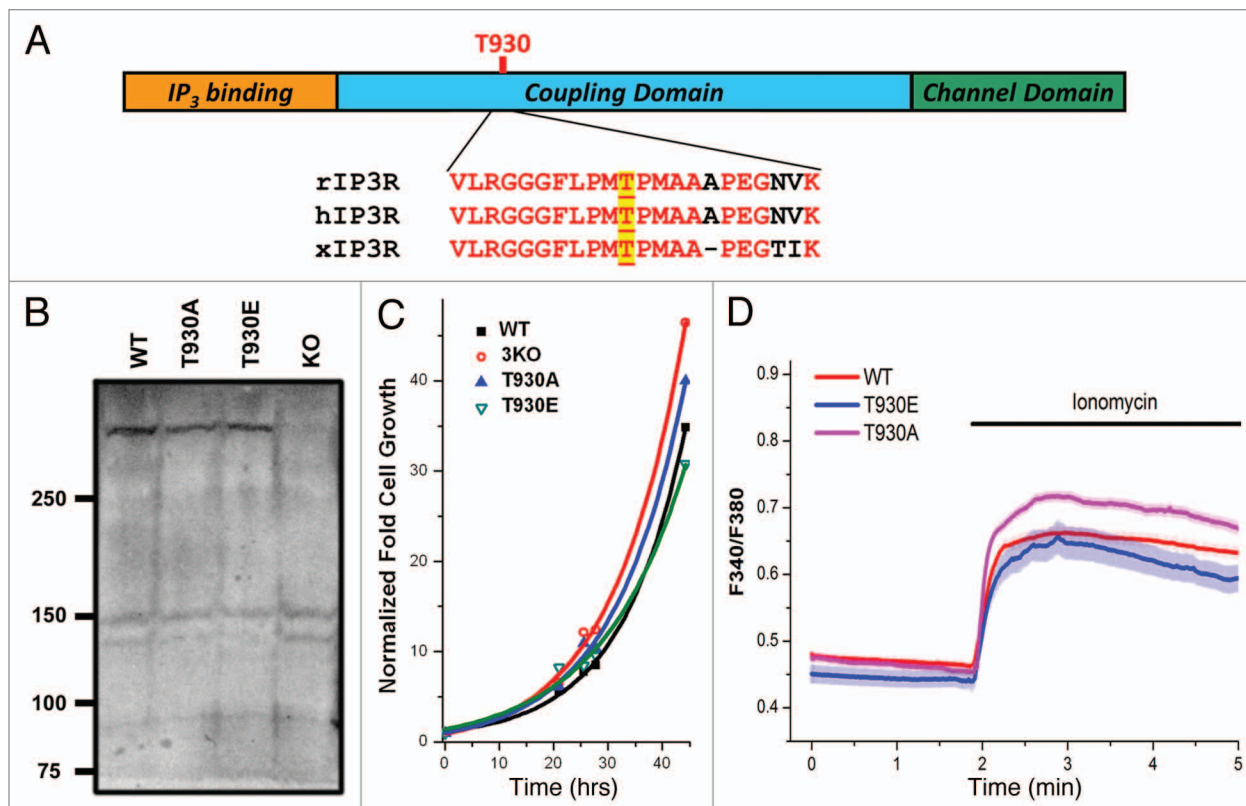 A
T930
IP3 binding
Coupling Domain
Channel Domain
rIP3R VLRGGGFLPMTPMAAAPEGNVK
hIP3R VLRGGGFLPMTPMAAAPEGNVK
xIP3R VLRGGGFLPMTPMAA-PEGTIK
B
WT
T930A
T930E
KO
250
150
100
75
C
WT
3KO
T930A
T930E
Normalized Fold Cell Growth
40
30
20
10
0
0 10 20 30 40
Time (hrs)
D
WT
T930E
T930A
Ionomycin
F340/F380
0.9
0.8
0.7
0.6
0.5
0.4
0 1 2 3 4 5
Time (min)